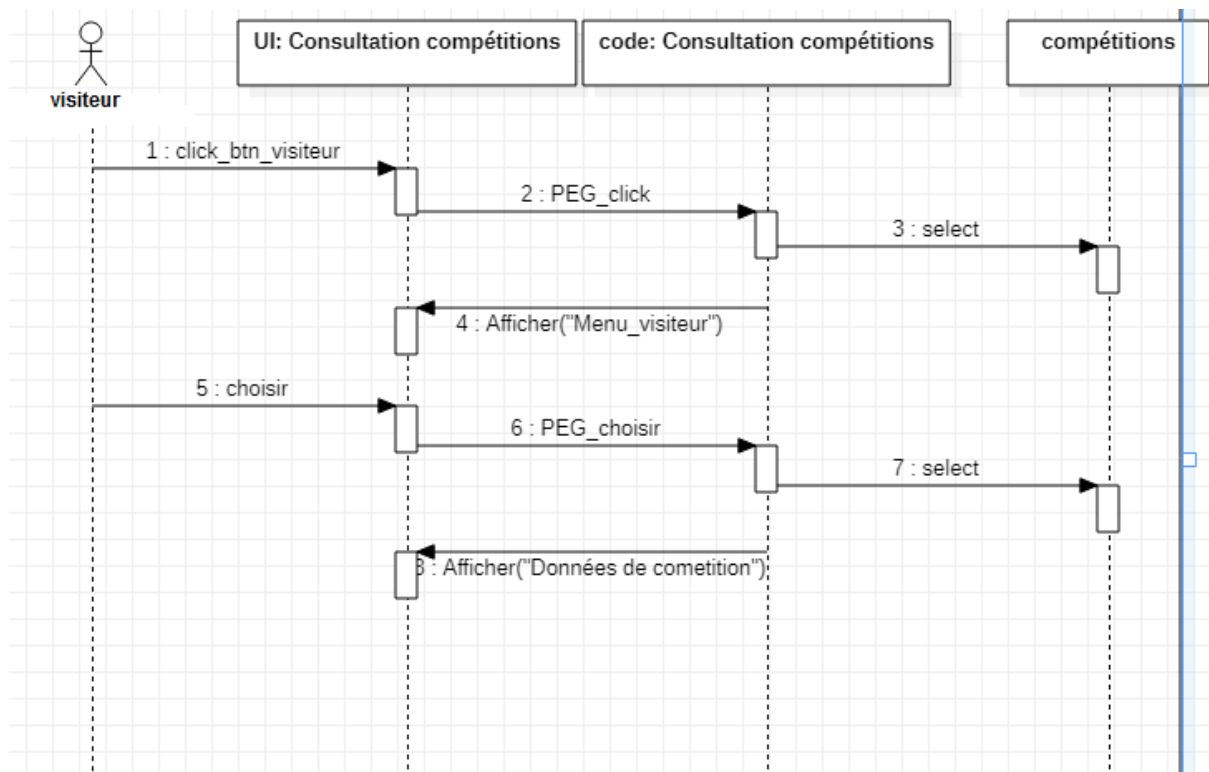 UI: Consultation compétitions
code: Consultation compétitions
compétitions
visiteur
1 : click_btn_visiteur
2 : PEG_click
3 : select
4 : Afficher("Menu_visiteur")
5 : choisir
6 : PEG_choisir
7 : select
8 : Afficher("Données de cometition")